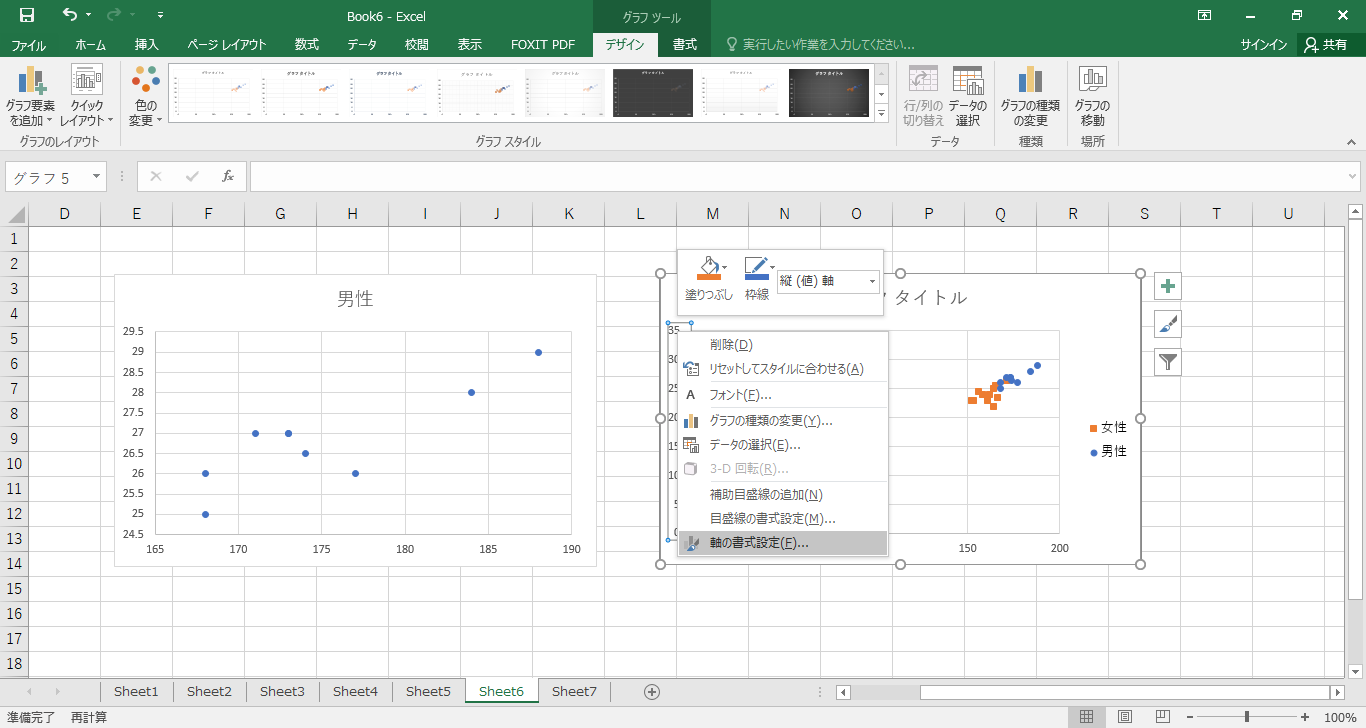 Book6 - Excel
グラフ ツール
ファイル ホーム 挿入 ページ レイアウト 数式 データ 校閲 表示 FOXIT PDF デザイン 書式 実行したい作業を入力してください... サインイン 共有
グラフ要素
を追加
クイック
レイアウト
色の
変更
行/列の
切り替え
データの
選択
グラフの種類
の変更
グラフの
移動
グラフのレイアウト
グラフ スタイル
データ
種類
場所
グラフ 5
fx
D E F G H I J K L M N O P Q R S T U
1
2
3
4
5
6
7
8
9
10
11
12
13
14
15
16
17
18
男性
29.5
29
28.5
28
27.5
27
26.5
26
25.5
25
24.5
165 170 175 180 185 190
塗りつぶし 枠線 縦 (値) 軸
タイトル
35
削除(D)
リセットしてスタイルに合わせる(A)
フォント(F)...
グラフの種類の変更(Y)...
データの選択(E)...
3-D 回転(R)...
補助目盛線の追加(N)
目盛線の書式設定(M)...
軸の書式設定(F)...
女性
男性
150 200
Sheet1 Sheet2 Sheet3 Sheet4 Sheet5 Sheet6 Sheet7
準備完了 再計算 100%